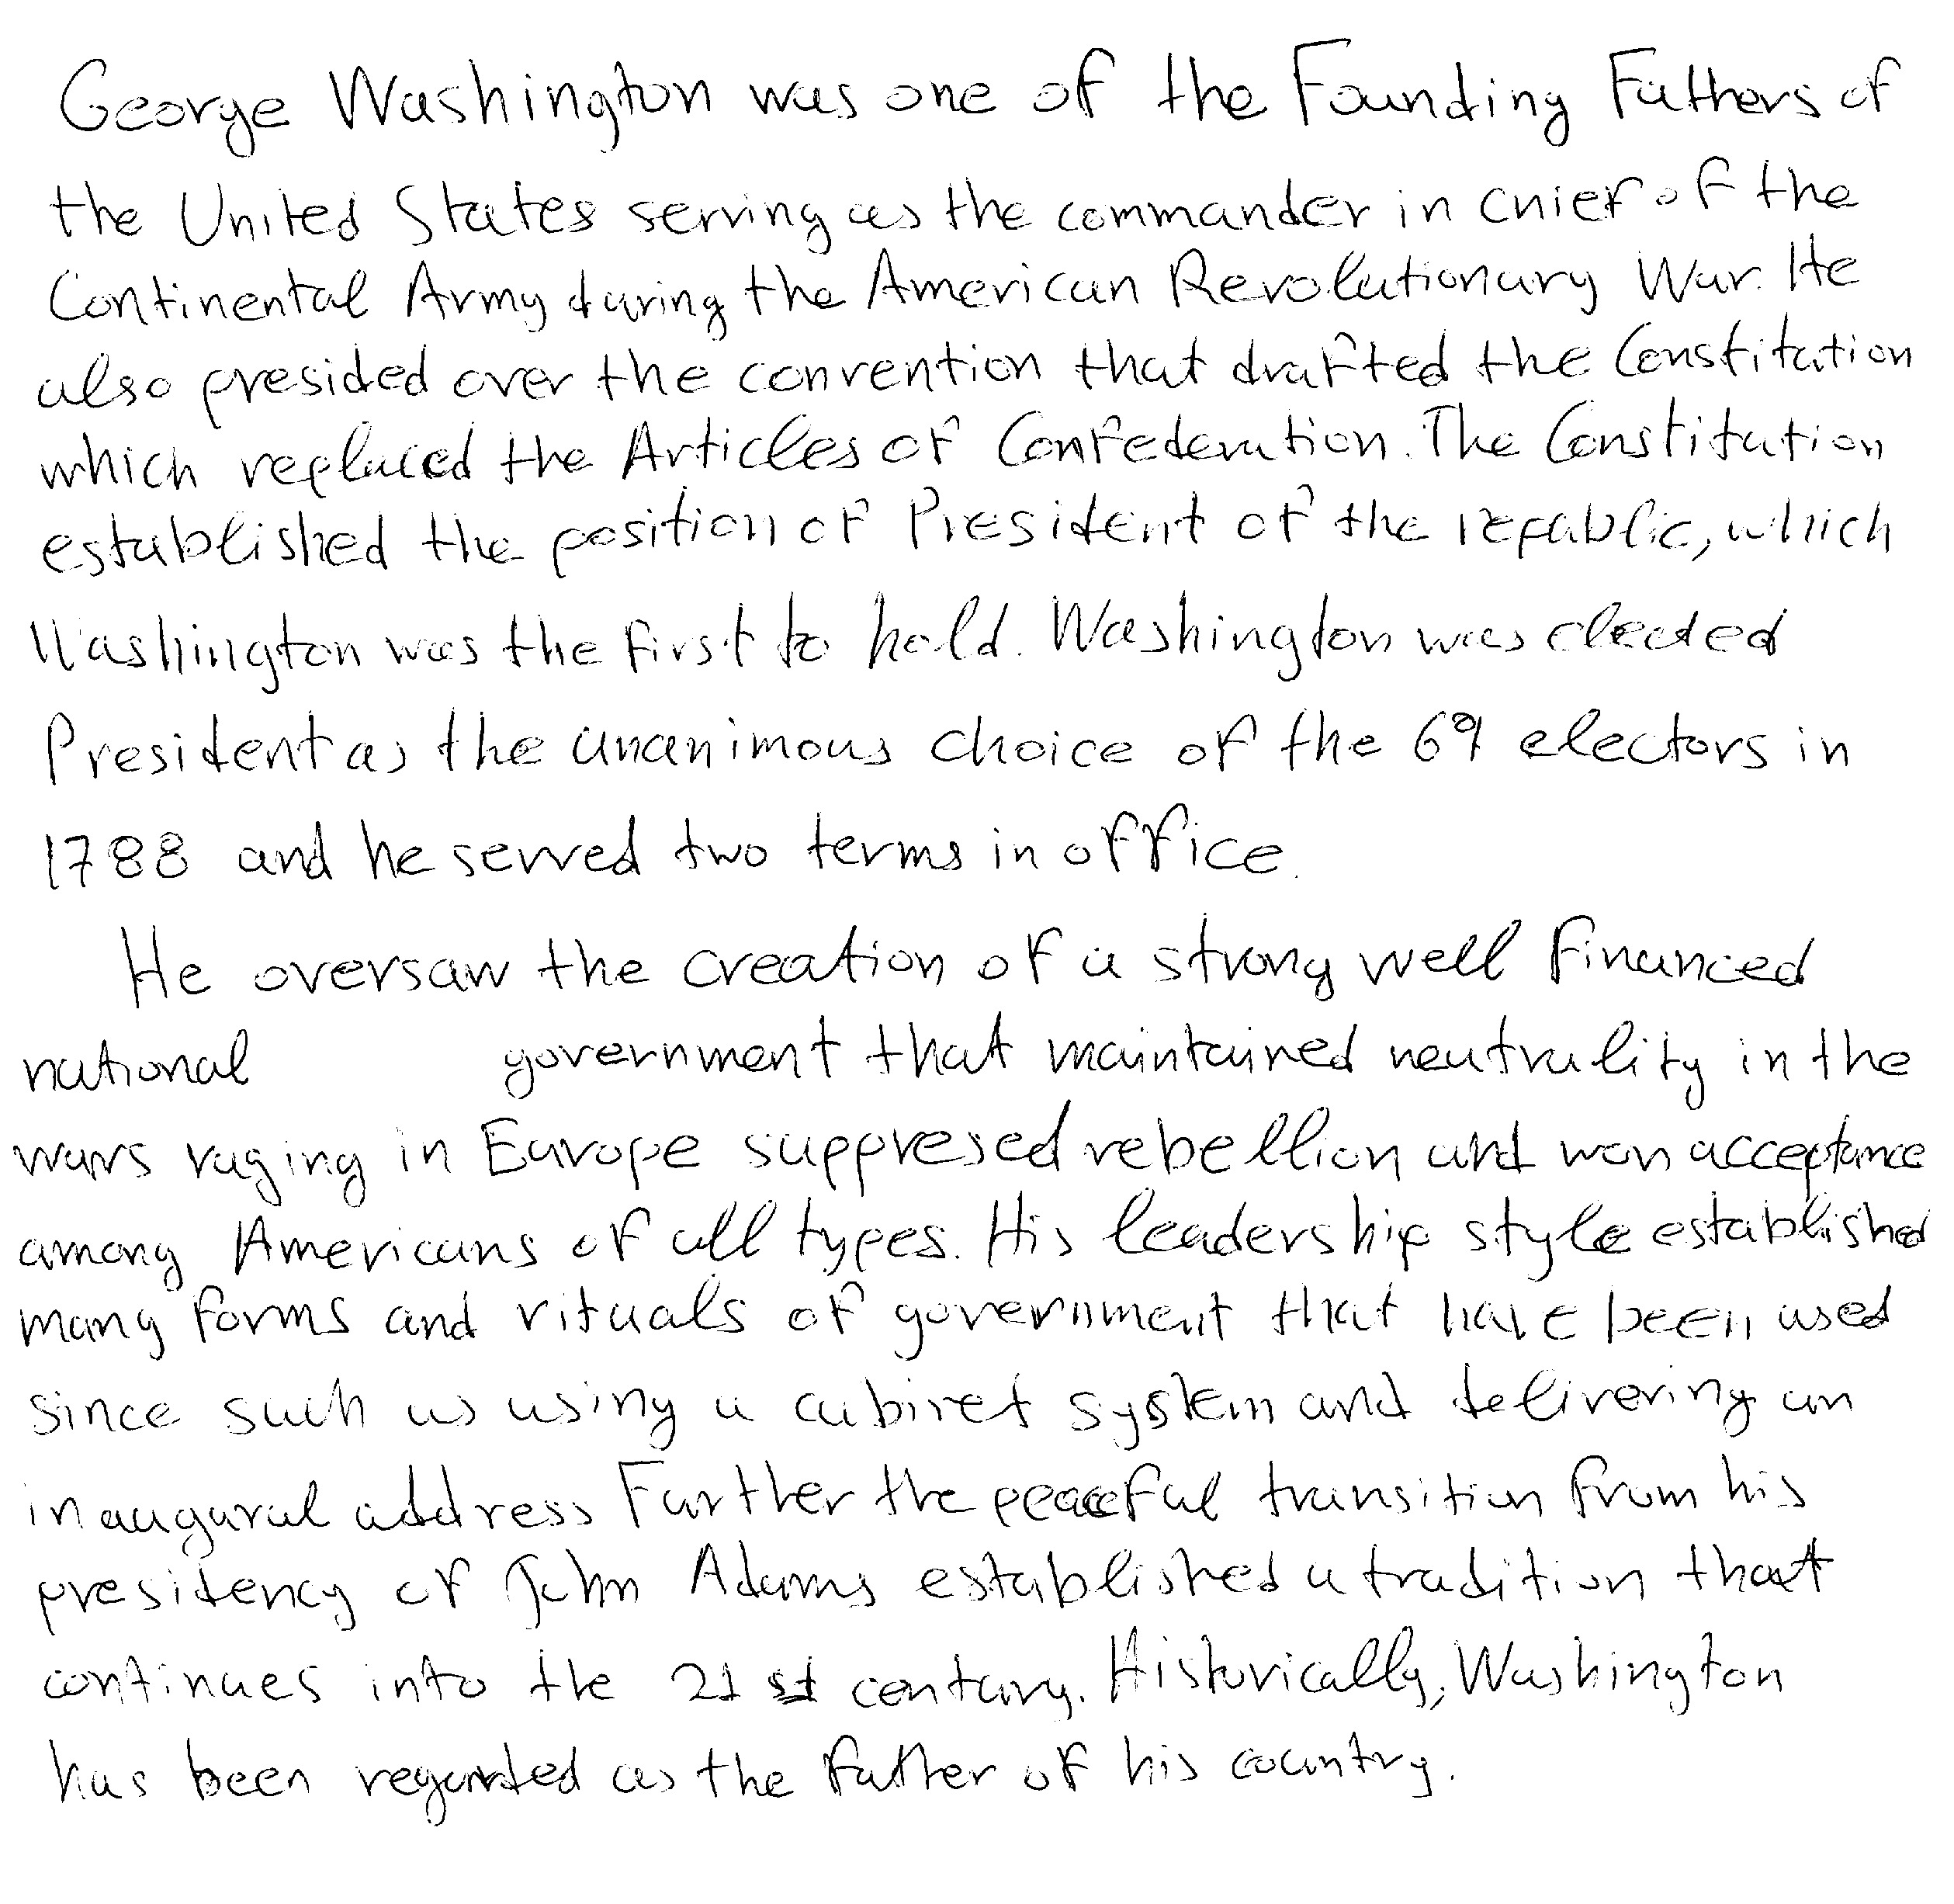 George Washington was one of the Founding Fathers of
the United States serving as the commander in chief of the
Continental Army during the American Revolutionary War. He
also presided over the convention that drafted the Constitution
which replaced the Articles of Confederation. The Constitution
established the position of President of the republic, which
Washington was the first to hold. Washington was elected
President as the unanimous choice of the 69 electors in
1788 and he served two terms in office.
He oversaw the creation of a strong well financed
national government that maintained neutrality in the
wars raging in Europe suppresed rebellion and won acceptance
among Americans of all types. His leadership style established
many forms and rituals of government that have been used
since such as using a cabinet system and delivering an
inaugural address Further the peaceful transition from his
presidency of John Adams established a tradition that
continues into the 21 st century. Historically, Washington
has been regarded as the father of his country.